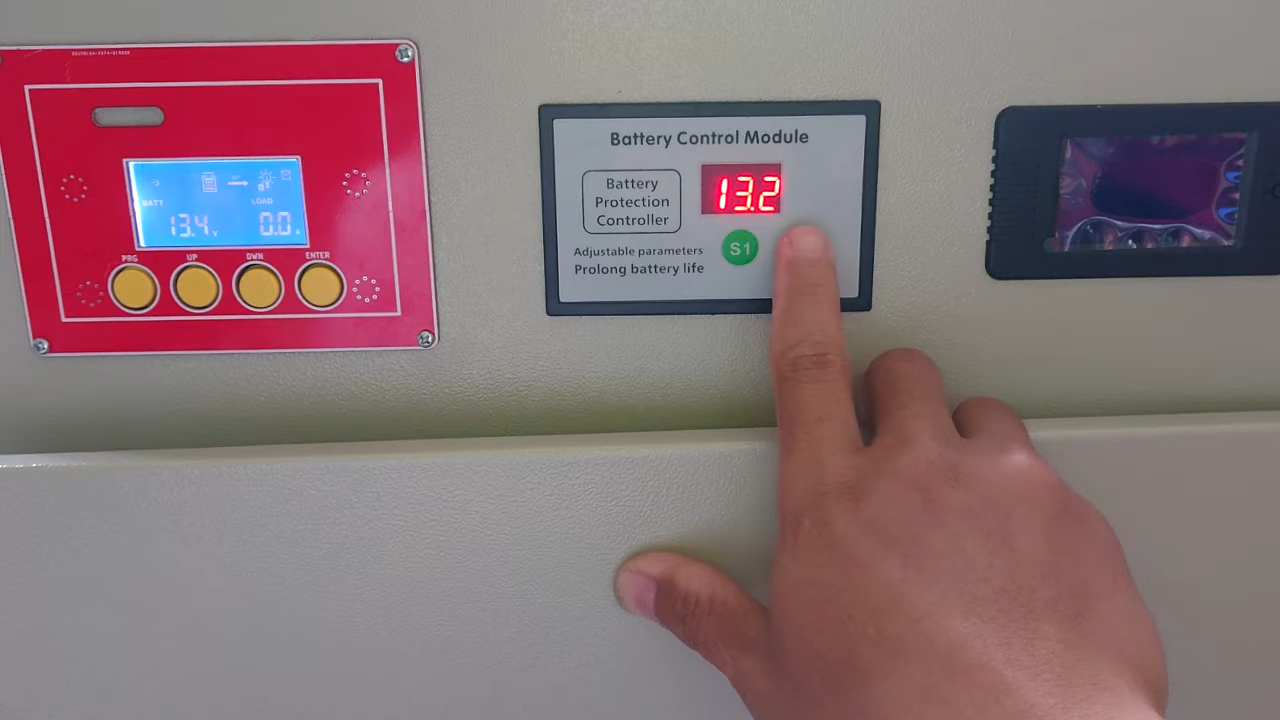 BATT
LOAD
13.4 V
0.0 A
PRG
UP
DWN
ENTER
Battery Control Module
Battery
Protection
Controller
13.2
Adjustable parameters
Prolong battery life
S1